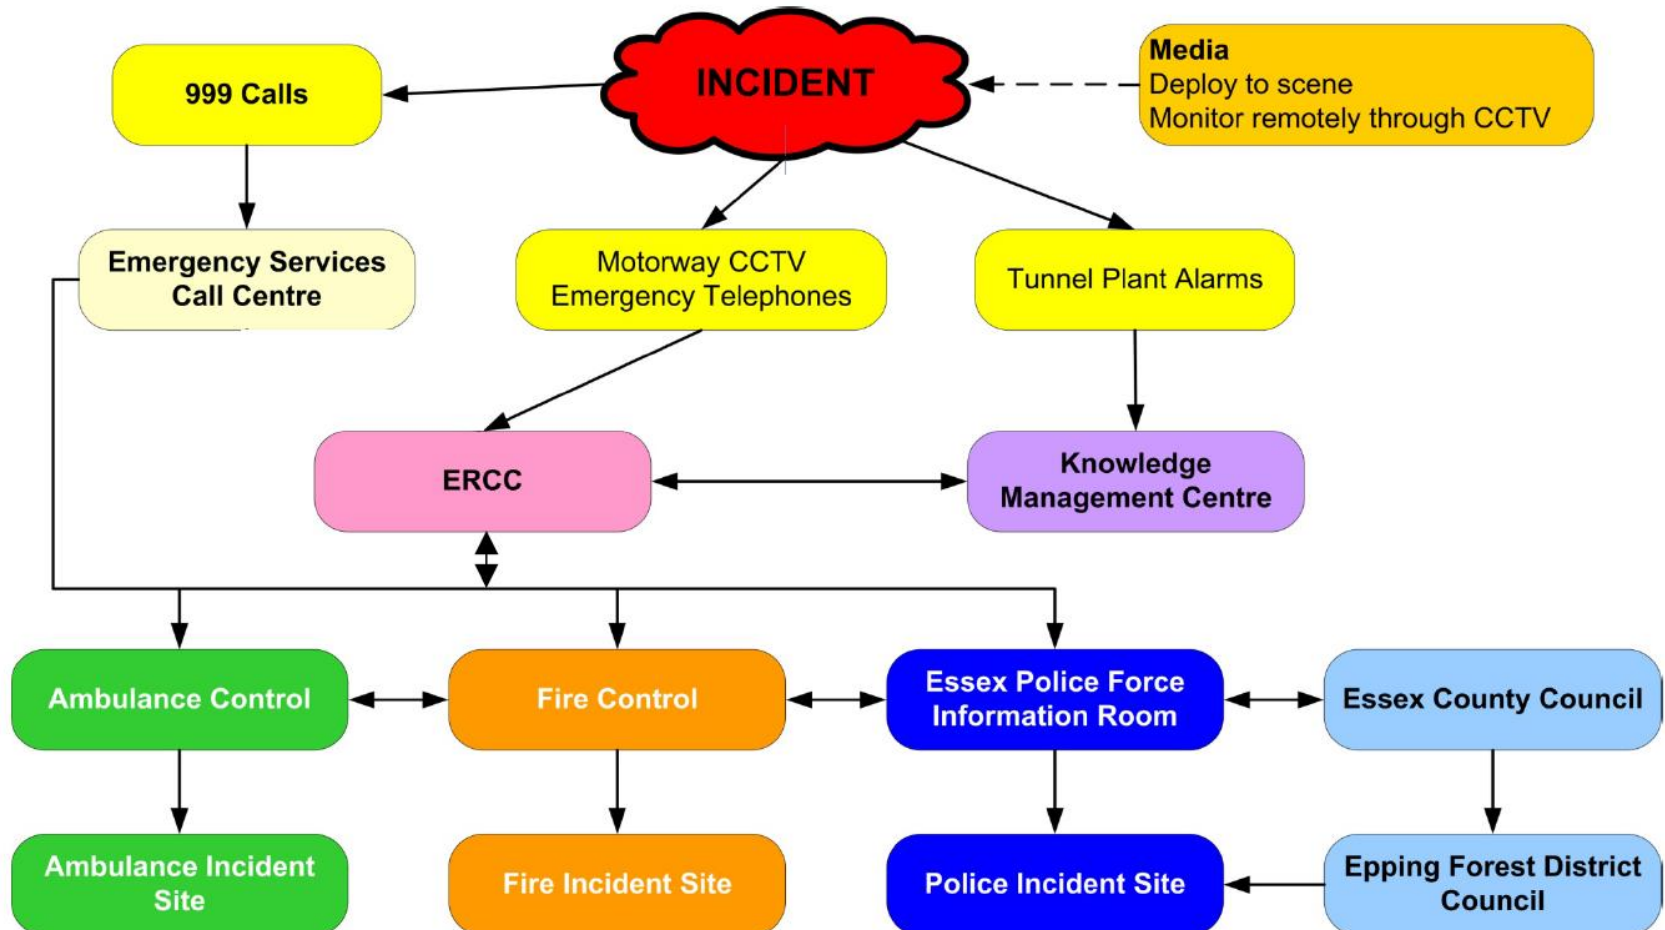 INCIDENT
Media
Deploy to scene
Monitor remotely through CCTV
999 Calls
Emergency Services
Call Centre
Motorway CCTV
Emergency Telephones
Tunnel Plant Alarms
ERCC
Knowledge
Management Centre
Ambulance Control
Fire Control
Essex Police Force
Information Room
Essex County Council
Ambulance Incident
Site
Fire Incident Site
Police Incident Site
Epping Forest District
Council